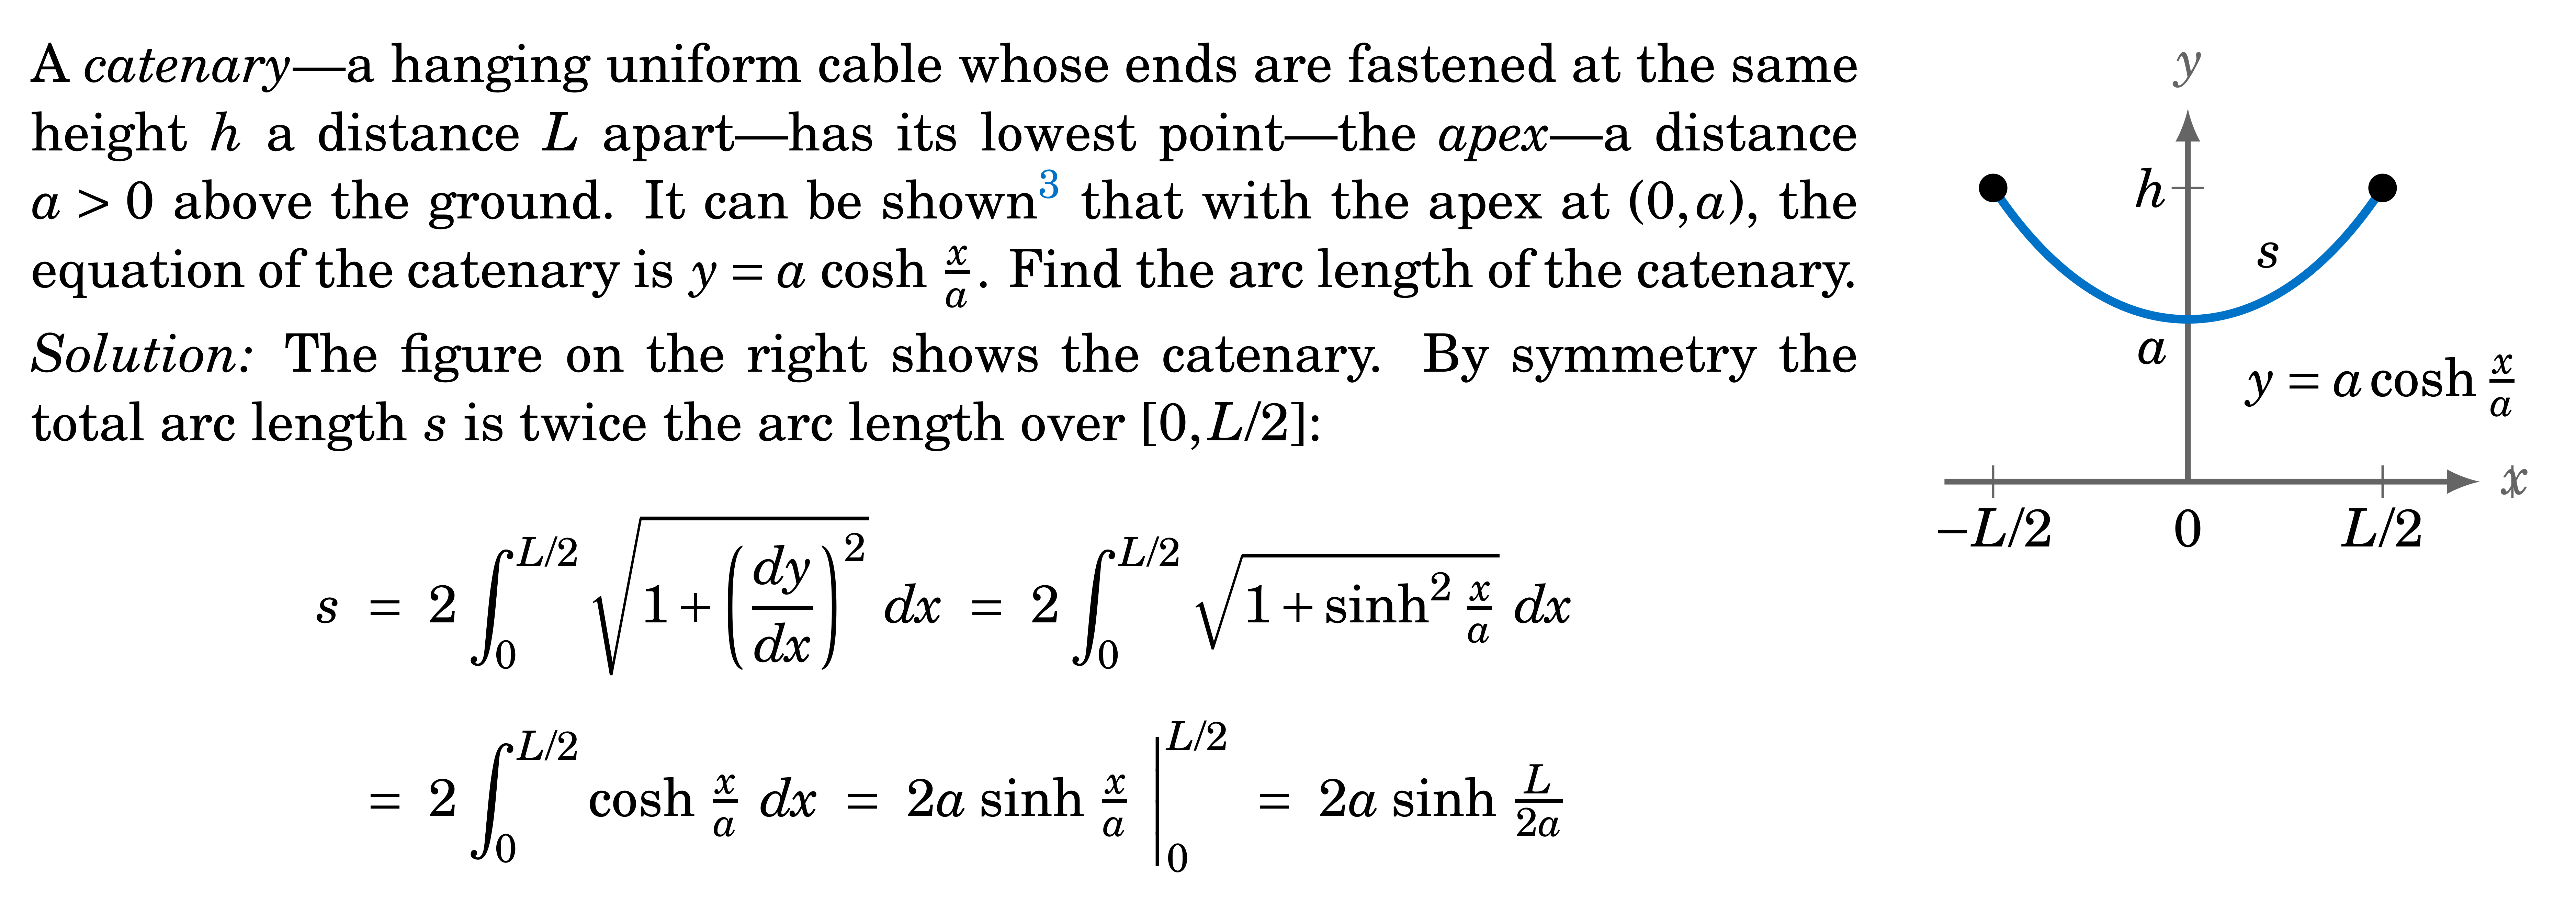 A catenary—a hanging uniform cable whose ends are fastened at the same
height h a distance L apart—has its lowest point—the apex—a distance
a > 0 above the ground. It can be shown³ that with the apex at (0,a), the
equation of the catenary is y = a cosh x/a. Find the arc length of the catenary.
Solution: The figure on the right shows the catenary. By symmetry the
total arc length s is twice the arc length over [0,L/2]:
s = 2 ∫₀^{L/2} √(1 + (dy/dx)²) dx = 2 ∫₀^{L/2} √(1 + sinh² x/a) dx
= 2 ∫₀^{L/2} cosh x/a dx = 2a sinh x/a |₀^{L/2} = 2a sinh L/2a
y
h
s
a
y = a cosh x/a
x
−L/2 0 L/2